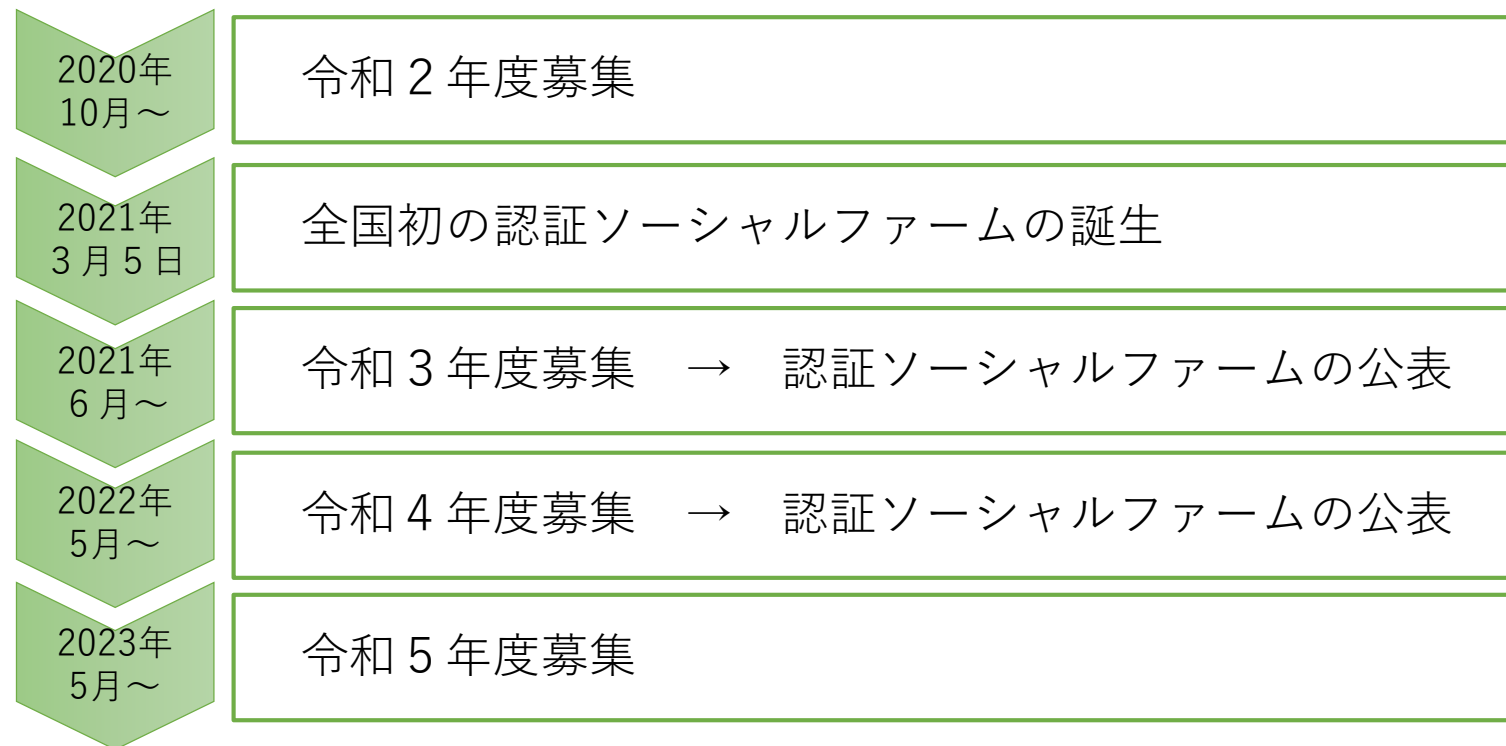 2020年
10月~
令和２年度募集
2021年
３月５日
全国初の認証ソーシャルファームの誕生
2021年
６月~
令和３年度募集　→　認証ソーシャルファームの公表
2022年
5月~
令和４年度募集　→　認証ソーシャルファームの公表
2023年
5月~
令和５年度募集